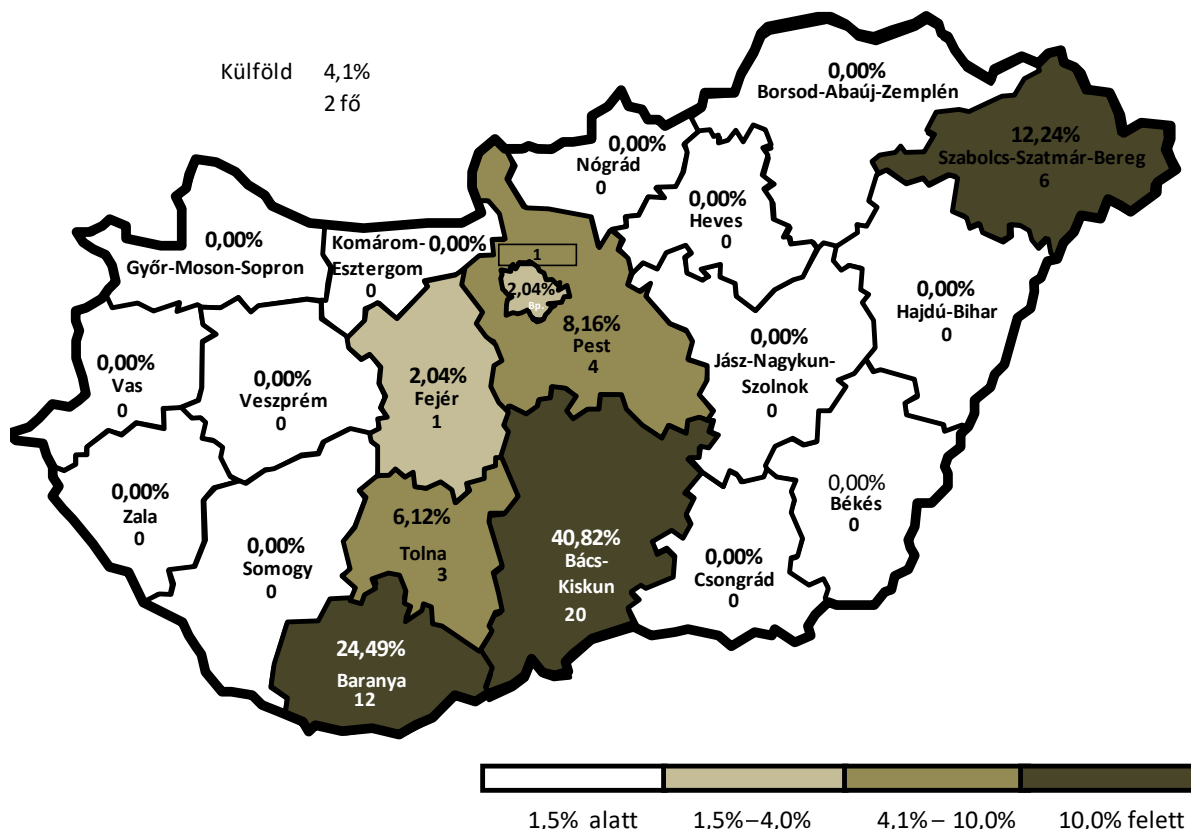 Külföld 4,1%
2 fő
0,00%
Borsod-Abaúj-Zemplén
12,24%
Szabolcs-Szatmár-Bereg
6
0,00%
Nógrád
0
0,00%
Heves
0
0,00%
Győr-Moson-Sopron
Komárom- 0,00%
Esztergom
0
1
2,04%
Bp.
8,16%
Pest
4
0,00%
Hajdú-Bihar
0
0,00%
Jász-Nagykun-
Szolnok
0
0,00%
Vas
0
0,00%
Veszprém
0
2,04%
Fejér
1
0,00%
Zala
0
0,00%
Somogy
0
6,12%
Tolna
3
40,82%
Bács-
Kiskun
20
0,00%
Csongrád
0
0,00%
Békés
0
24,49%
Baranya
12
1,5% alatt 1,5%–4,0% 4,1% – 10,0% 10,0% felett